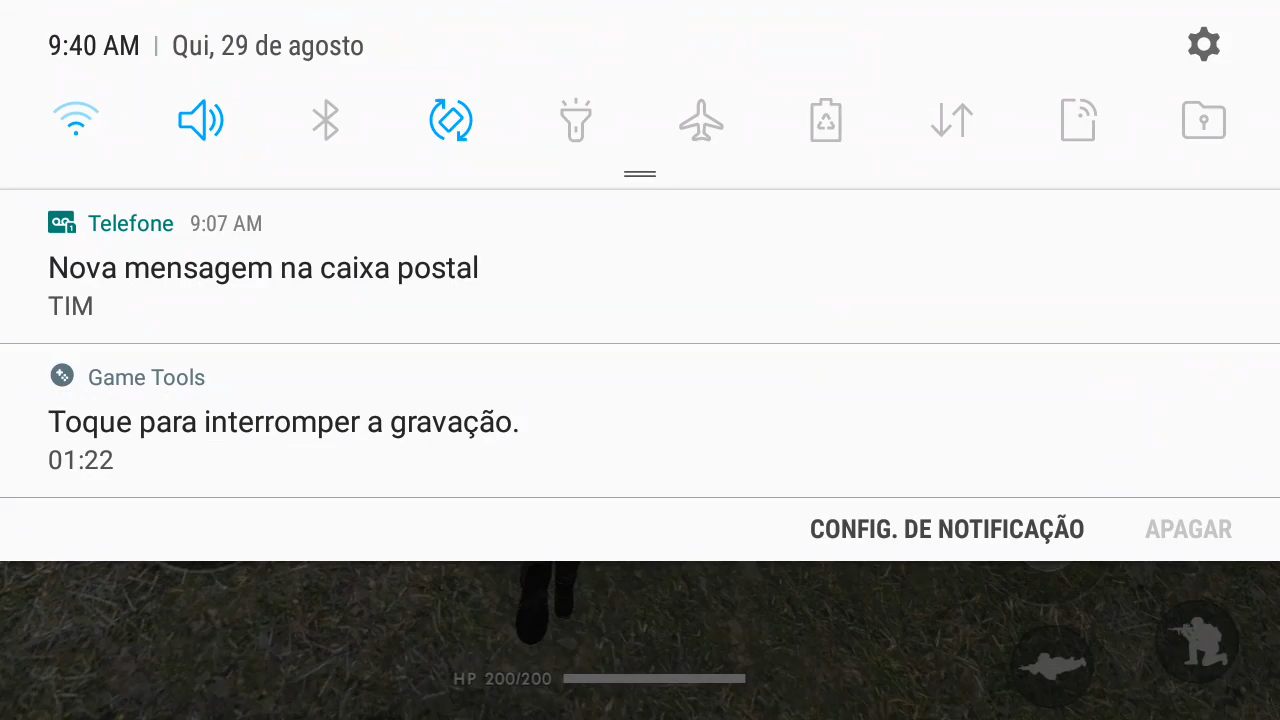 9:40 AM | Qui, 29 de agosto
Telefone 9:07 AM
Nova mensagem na caixa postal
TIM
Game Tools
Toque para interromper a gravação.
01:22
CONFIG. DE NOTIFICAÇÃO APAGAR
HP 200/200